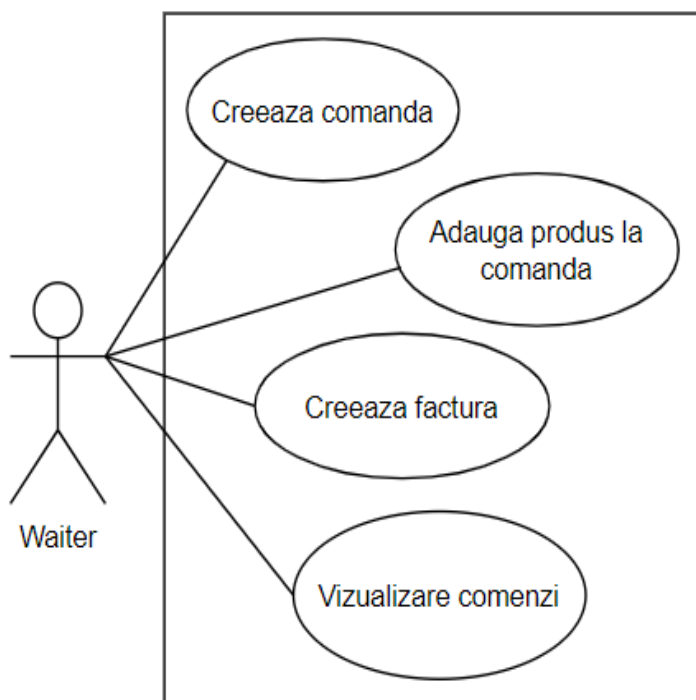 Creeaza comanda
Adauga produs la
comanda
Creeaza factura
Waiter
Vizualizare comenzi